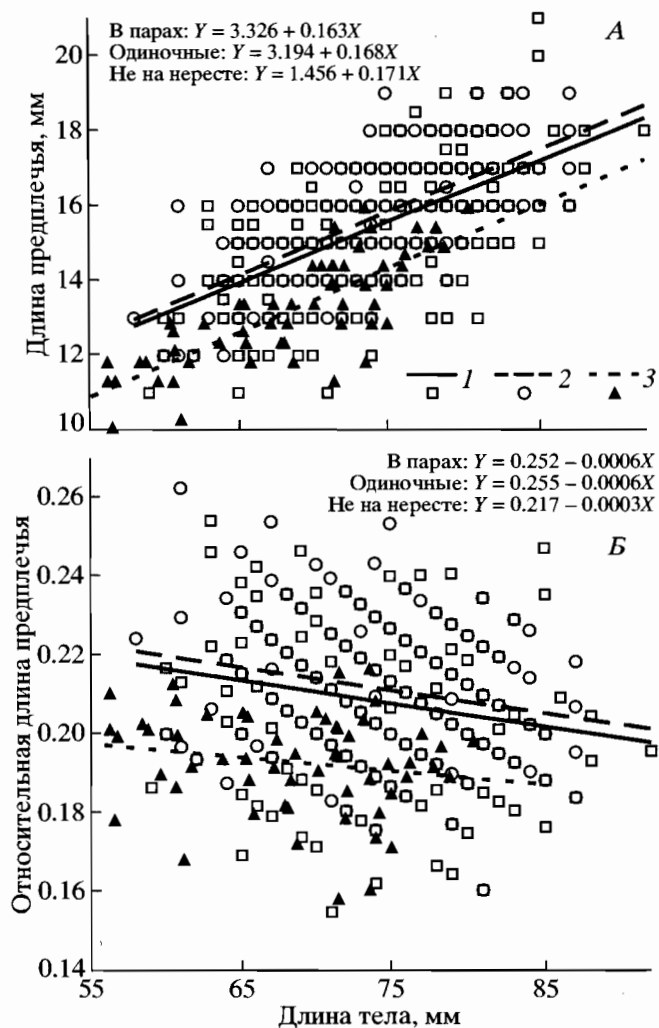 В парах: Y = 3.326 + 0.163X
Одиночные: Y = 3.194 + 0.168X
Не на нересте: Y = 1.456 + 0.171X
А
Длина предплечья, мм
20
18
16
14
12
10
1 2 3
В парах: Y = 0.252 – 0.0006X
Одиночные: Y = 0.255 – 0.0006X
Не на нересте: Y = 0.217 – 0.0003X
Б
Относительная длина предплечья
0.26
0.24
0.22
0.20
0.18
0.16
0.14
55 65 75 85
Длина тела, мм